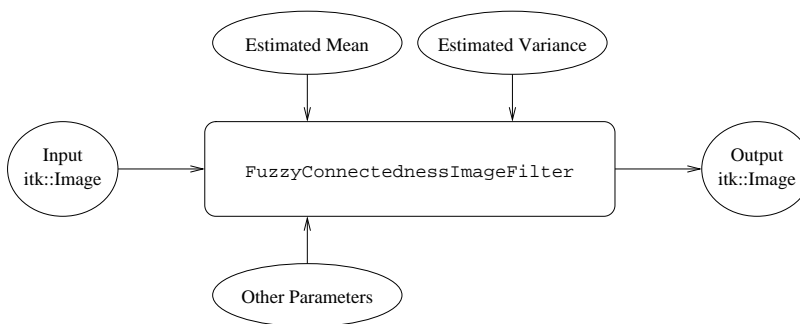 Estimated Mean
Estimated Variance
Input
itk::Image
FuzzyConnectednessImageFilter
Output
itk::Image
Other Parameters